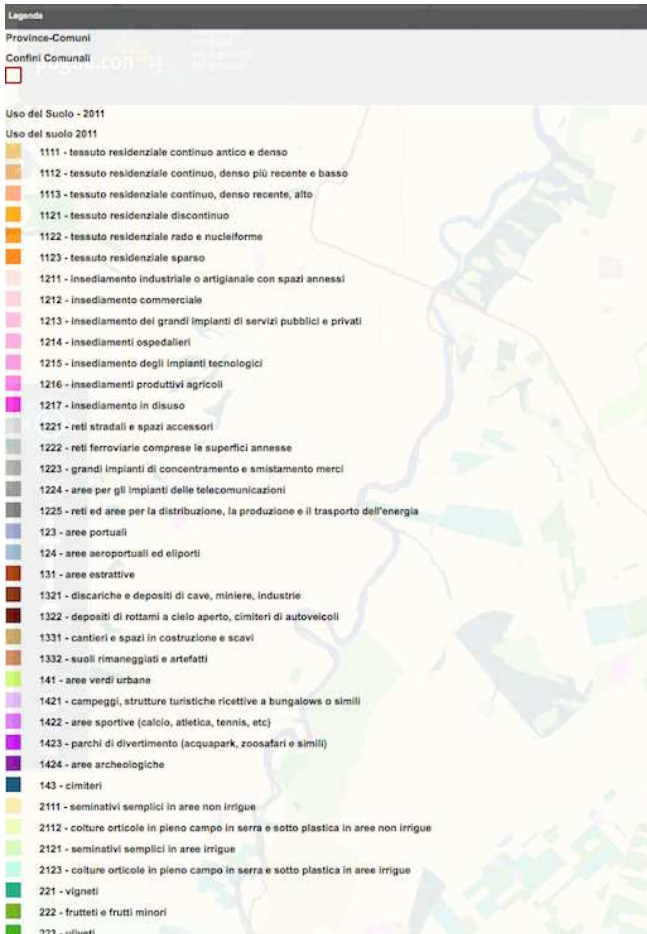 Legenda
Province-Comuni
Confini Comunali
puglia.con
Uso del Suolo - 2011
Uso del suolo 2011
1111 - tessuto residenziale continuo antico e denso
1112 - tessuto residenziale continuo, denso più recente e basso
1113 - tessuto residenziale continuo, denso recente, alto
1121 - tessuto residenziale discontinuo
1122 - tessuto residenziale rado e nucleiforme
1123 - tessuto residenziale sparso
1211 - insediamento industriale o artigianale con spazi annessi
1212 - insediamento commerciale
1213 - insediamento dei grandi impianti di servizi pubblici e privati
1214 - insediamenti ospedalieri
1215 - insediamento degli impianti tecnologici
1216 - insediamenti produttivi agricoli
1217 - insediamento in disuso
1221 - reti stradali e spazi accessori
1222 - reti ferroviarie comprese le superfici annesse
1223 - grandi impianti di concentramento e smistamento merci
1224 - aree per gli impianti delle telecomunicazioni
1225 - reti ed aree per la distribuzione, la produzione e il trasporto dell'energia
123 - aree portuali
124 - aree aeroportuali ed eliporti
131 - aree estrattive
1321 - discariche e depositi di cave, miniere, industrie
1322 - depositi di rottami a cielo aperto, cimiteri di autoveicoli
1331 - cantieri e spazi in costruzione e scavi
1332 - suoli rimaneggiati e artefatti
141 - aree verdi urbane
1421 - campeggi, strutture turistiche ricettive a bungalows o simili
1422 - aree sportive (calcio, atletica, tennis, etc)
1423 - parchi di divertimento (acquapark, zoosafari e simili)
1424 - aree archeologiche
143 - cimiteri
2111 - seminativi semplici in aree non irrigue
2112 - colture orticole in pieno campo in serra e sotto plastica in aree non irrigue
2121 - seminativi semplici in aree irrigue
2123 - colture orticole in pieno campo in serra e sotto plastica in aree irrigue
221 - vigneti
222 - frutteti e frutti minori
223 - uliveti